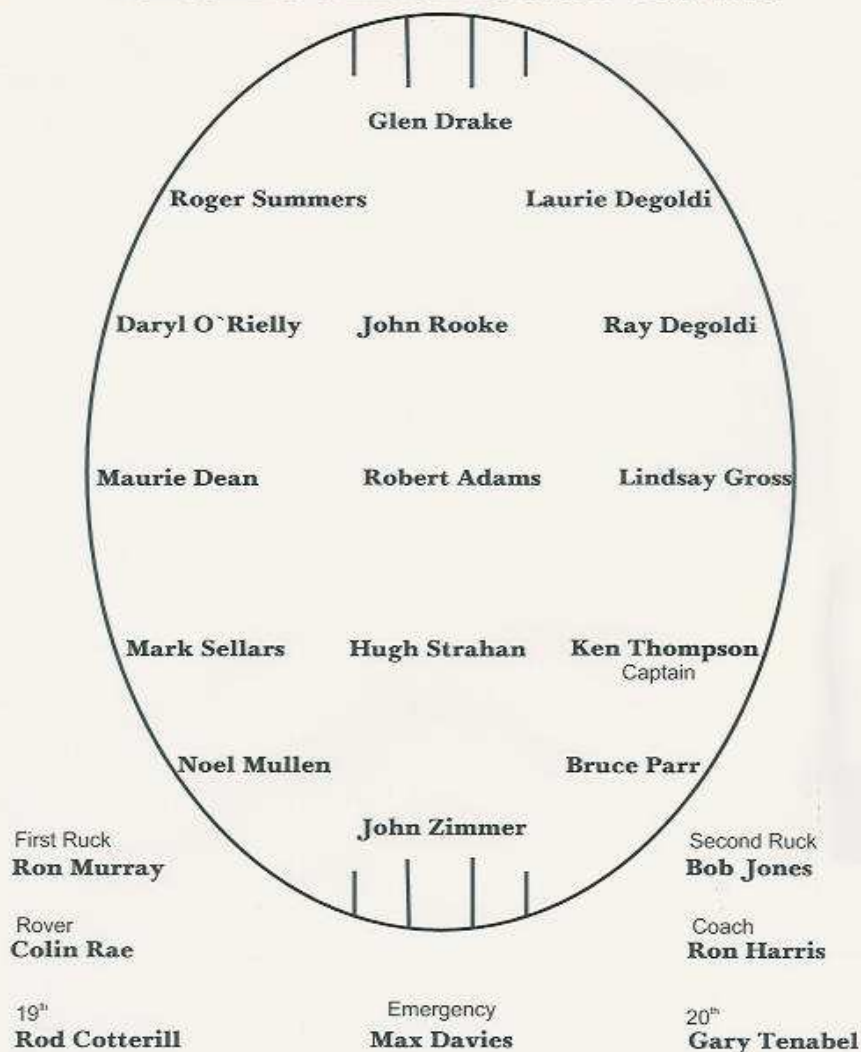 Glen Drake
Roger Summers Laurie Degoldi
Daryl O`Rielly John Rooke Ray Degoldi
Maurie Dean Robert Adams Lindsay Gross
Mark Sellars Hugh Strahan Ken Thompson
Captain
Noel Mullen Bruce Parr
John Zimmer
First Ruck Second Ruck
Ron Murray Bob Jones
Rover Coach
Colin Rae Ron Harris
19th Emergency 20th
Rod Cotterill Max Davies Gary Tenabel